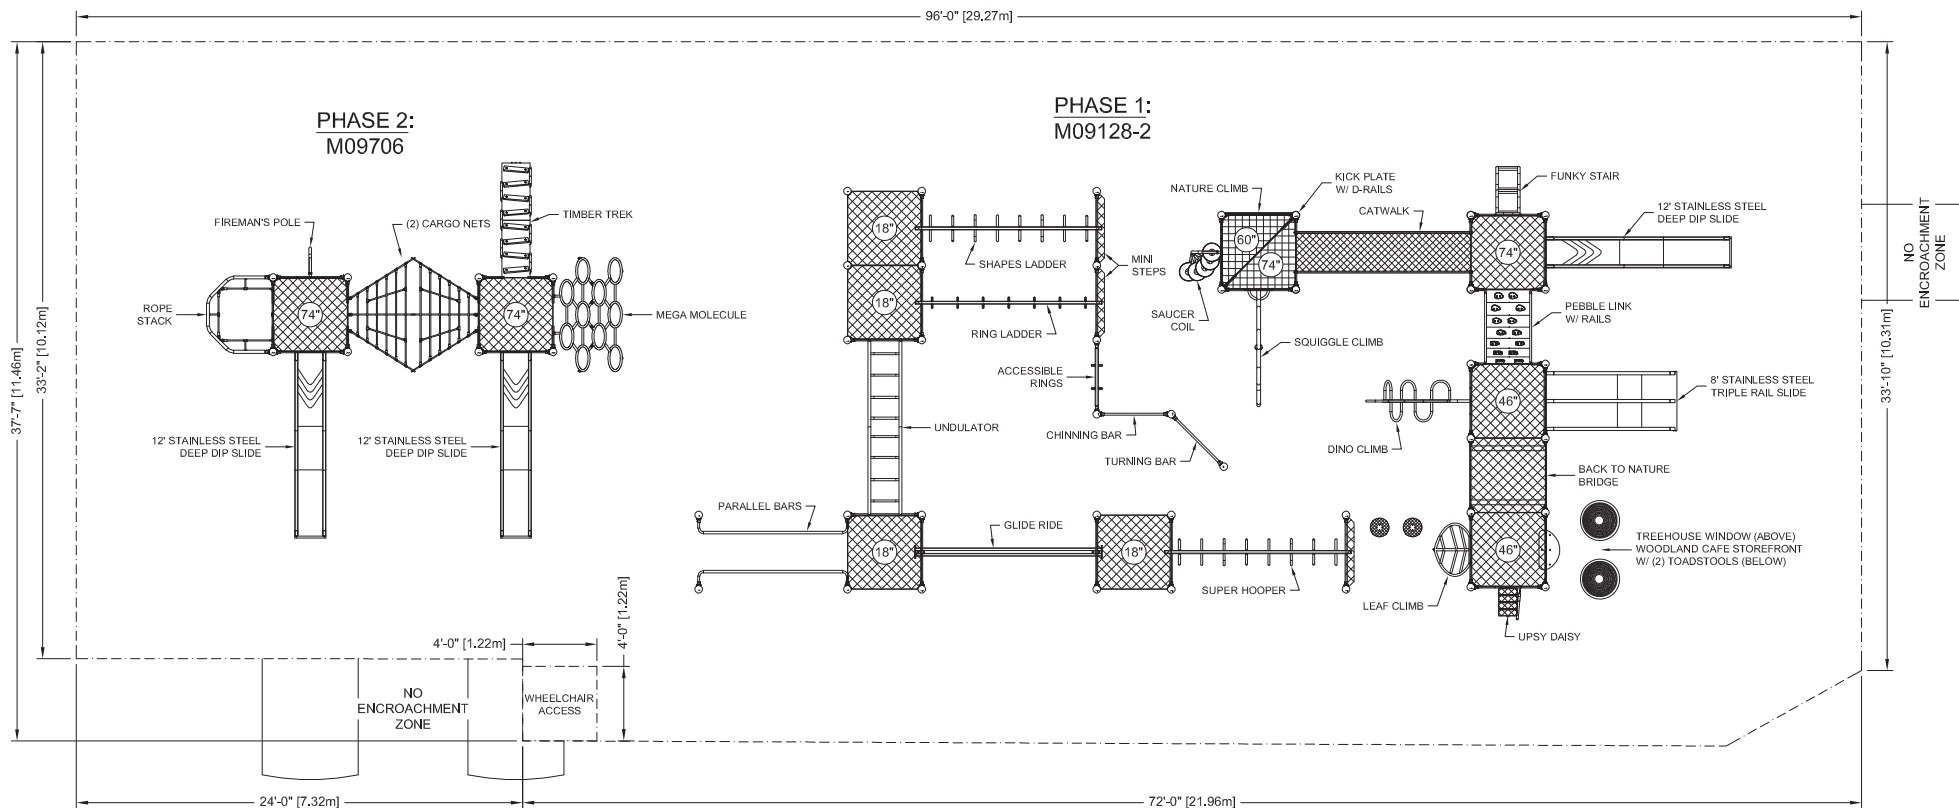 96'-0" [29.27m]
PHASE 2:
M09706
PHASE 1:
M09128-2
FIREMAN'S POLE
(2) CARGO NETS
TIMBER TREK
ROPE
STACK
74"
74"
MEGA MOLECULE
12' STAINLESS STEEL
DEEP DIP SLIDE
12' STAINLESS STEEL
DEEP DIP SLIDE
37'-7" [11.46m]
33'-2" [10.12m]
18"
SHAPES LADDER
MINI
STEPS
18"
RING LADDER
ACCESSIBLE
RINGS
UNDULATOR
CHINNING BAR
TURNING BAR
PARALLEL BARS
18"
GLIDE RIDE
18"
SUPER HOOPER
NATURE CLIMB
KICK PLATE
W/ D-RAILS
CATWALK
60"
74"
SAUCER
COIL
SQUIGGLE CLIMB
FUNKY STAIR
12' STAINLESS STEEL
DEEP DIP SLIDE
74"
PEBBLE LINK
W/ RAILS
8' STAINLESS STEEL
TRIPLE RAIL SLIDE
46"
DINO CLIMB
BACK TO NATURE
BRIDGE
46"
TREEHOUSE WINDOW (ABOVE)
WOODLAND CAFE STOREFRONT
W/ (2) TOADSTOOLS (BELOW)
LEAF CLIMB
UPSY DAISY
NO
ENCROACHMENT
ZONE
33'-10" [10.31m]
4'-0" [1.22m]
4'-0" [1.22m]
NO
ENCROACHMENT
ZONE
WHEELCHAIR
ACCESS
24'-0" [7.32m]
72'-0" [21.96m]